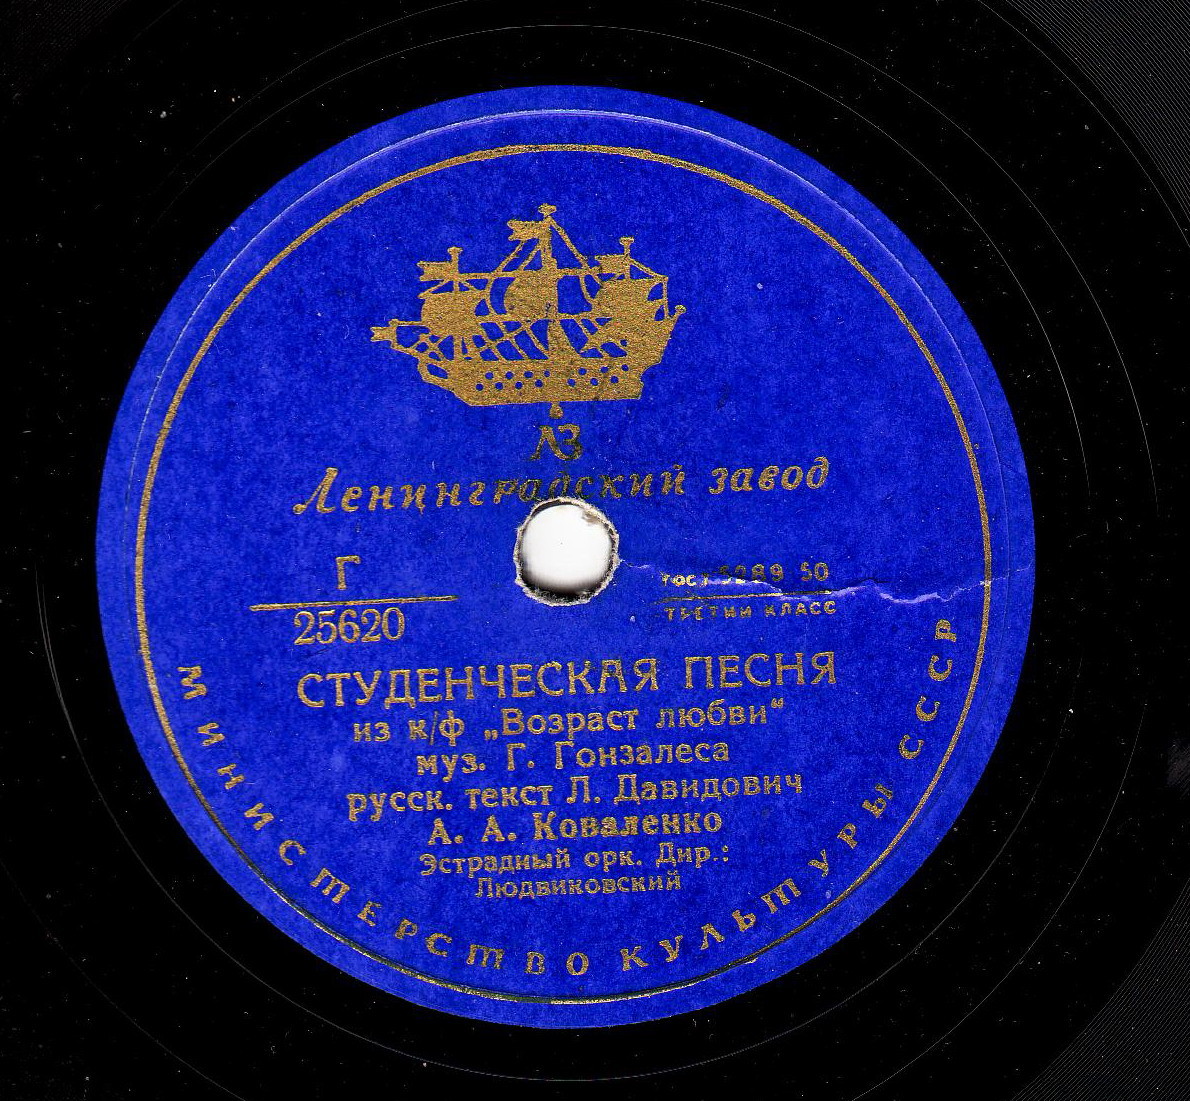 ЛЗ
Ленинградский завод
Г
25620
ГОСТ 5289 50
ТРЕТИЙ КЛАСС
СТУДЕНЧЕСКАЯ ПЕСНЯ
из к/ф „Возраст любви“
муз. Г. Гонзалеса
русск. текст Л. Давидович
А. А. Коваленко
Эстрадный орк. Дир.:
Людвиковский
МИНИСТЕРСТВО КУЛЬТУРЫ СССР